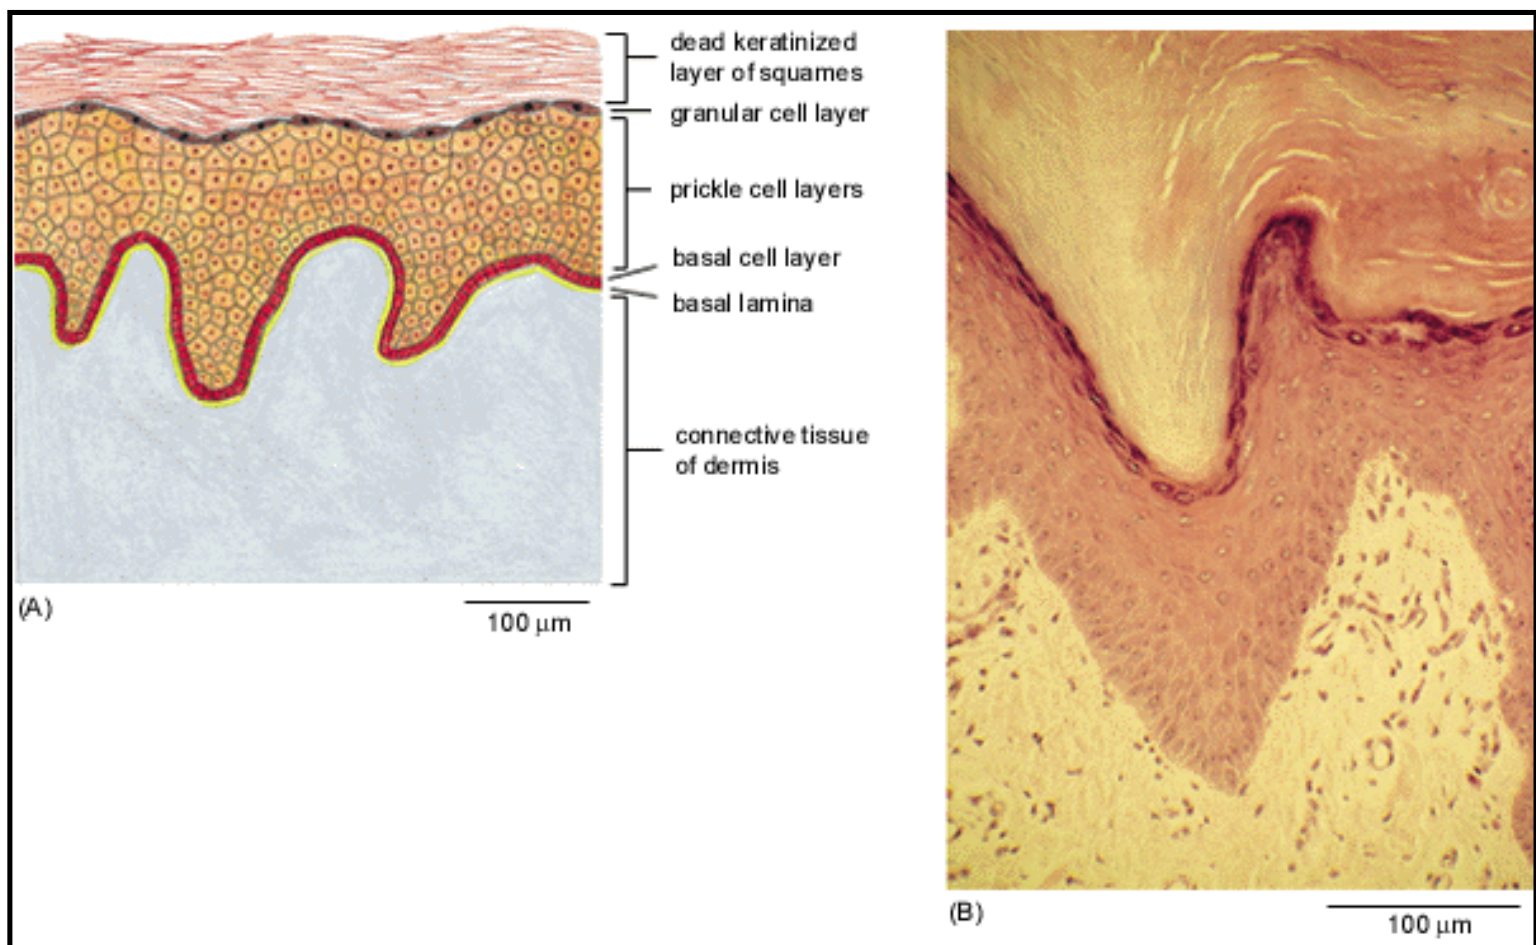 dead keratinized
layer of squames
granular cell layer
prickle cell layers
basal cell layer
basal lamina
connective tissue
of dermis
(A)
100 μm
(B)
100 μm